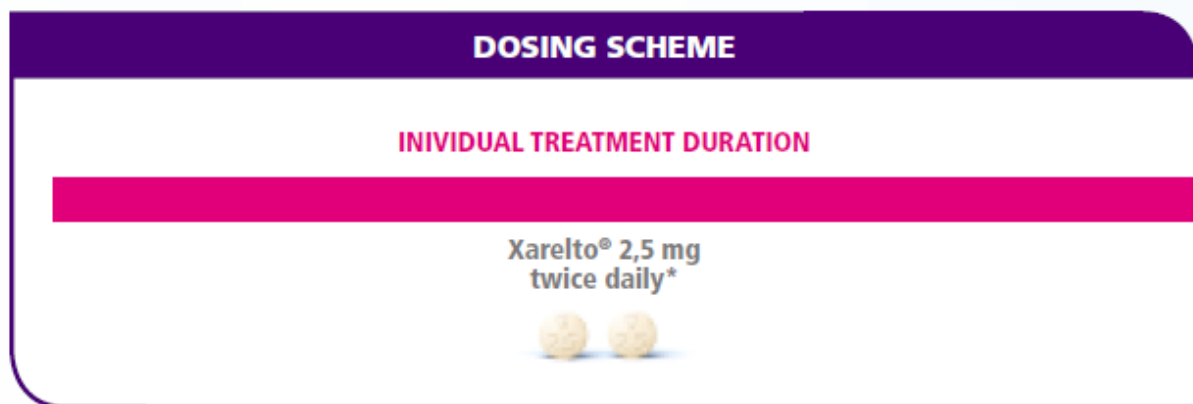 DOSING SCHEME
INIVIDUAL TREATMENT DURATION
Xarelto® 2,5 mg
twice daily*